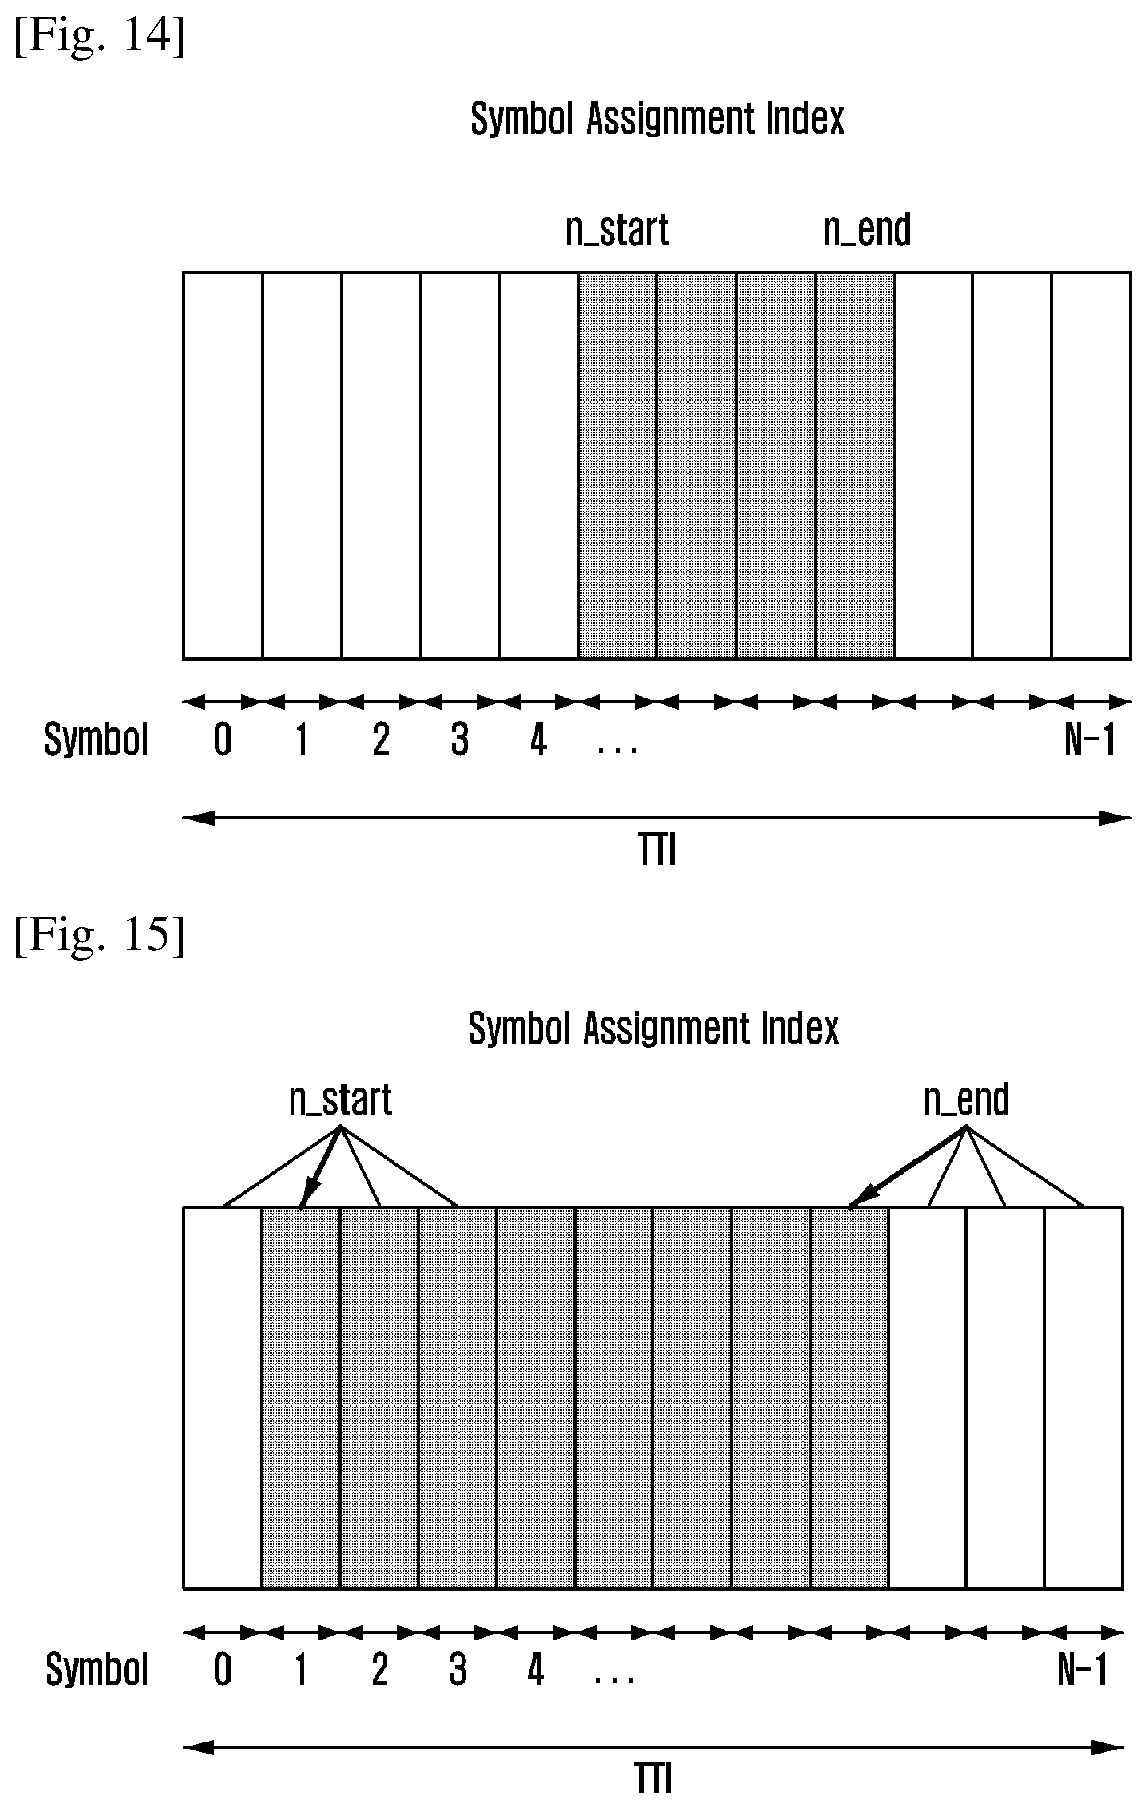 [Fig. 14]
Symbol Assignment Index
n_start n_end
Symbol 0 1 2 3 4 ... N-1
TTI
[Fig. 15]
Symbol Assignment Index
n_start n_end
Symbol 0 1 2 3 4 ... N-1
TTI